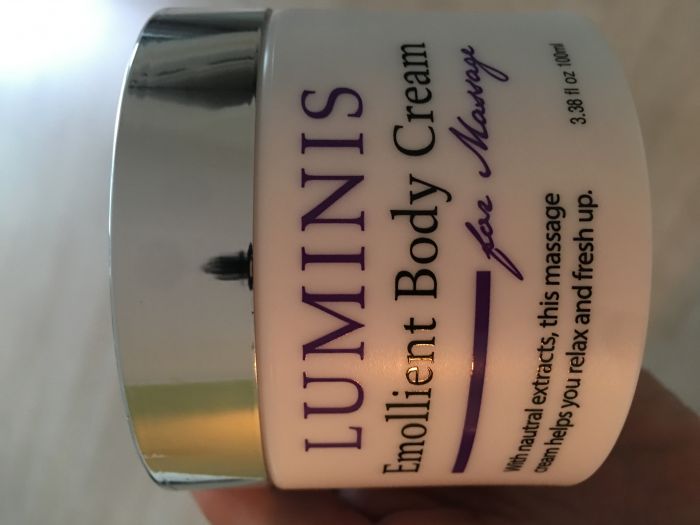 LUMINIS
Emollient Body Cream
for Massage
With nautral extracts, this massage
cream helps you relax and fresh up.
3.38 fl oz 100ml